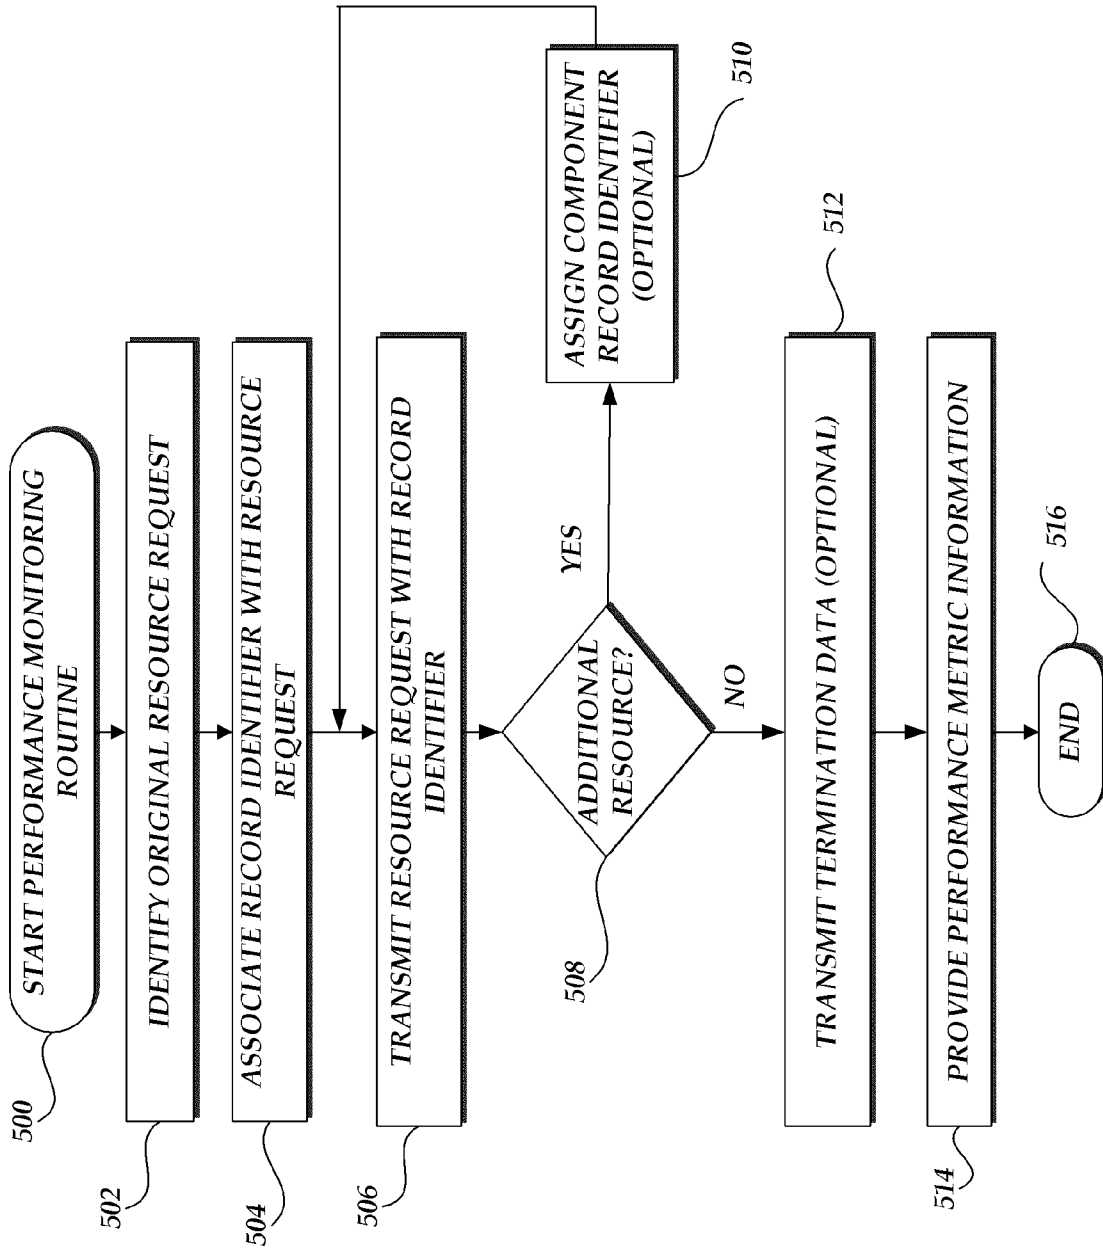 START PERFORMANCE MONITORING
ROUTINE
500
IDENTIFY ORIGINAL RESOURCE REQUEST
502
ASSOCIATE RECORD IDENTIFIER WITH RESOURCE
REQUEST
504
TRANSMIT RESOURCE REQUEST WITH RECORD
IDENTIFIER
506
ADDITIONAL
RESOURCE?
508
YES
ASSIGN COMPONENT
RECORD IDENTIFIER
(OPTIONAL)
510
NO
TRANSMIT TERMINATION DATA (OPTIONAL)
512
PROVIDE PERFORMANCE METRIC INFORMATION
514
END
516